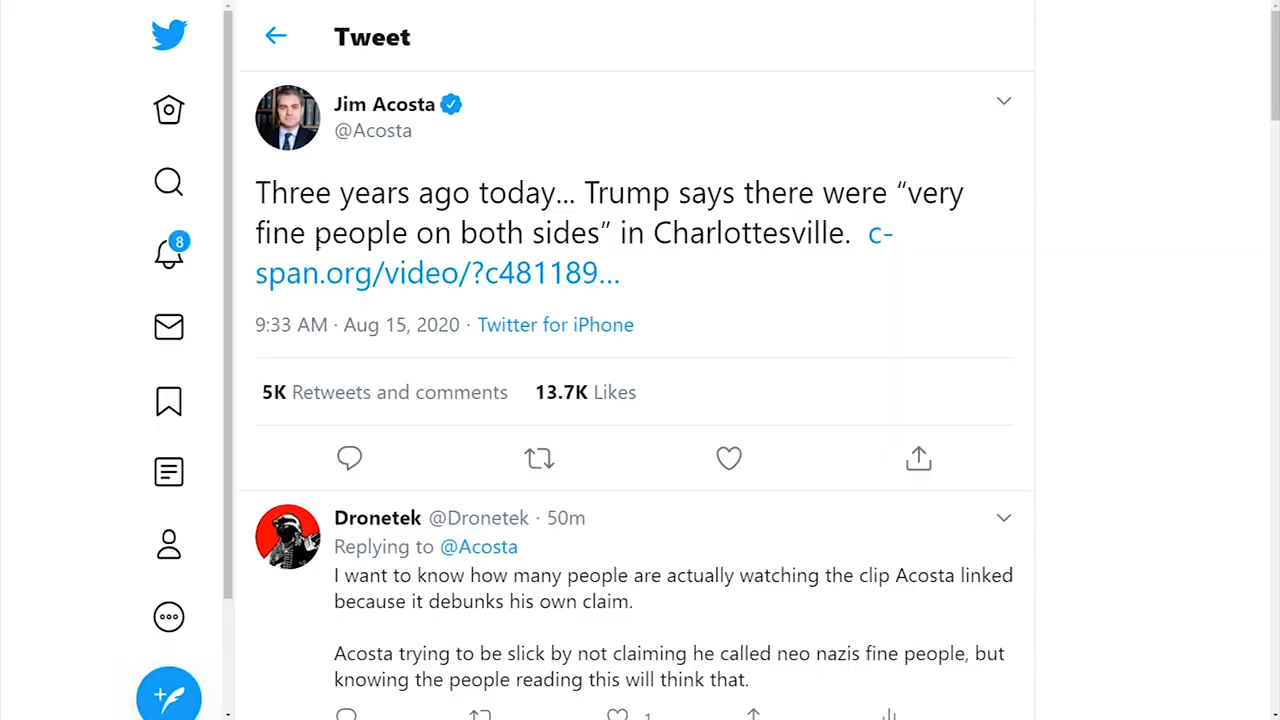 Tweet
Jim Acosta
@Acosta
Three years ago today... Trump says there were “very
fine people on both sides” in Charlottesville. c-
span.org/video/?c481189...
9:33 AM · Aug 15, 2020 · Twitter for iPhone
5K Retweets and comments 13.7K Likes
8
Dronetek @Dronetek · 50m
Replying to @Acosta
I want to know how many people are actually watching the clip Acosta linked
because it debunks his own claim.
Acosta trying to be slick by not claiming he called neo nazis fine people, but
knowing the people reading this will think that.
1